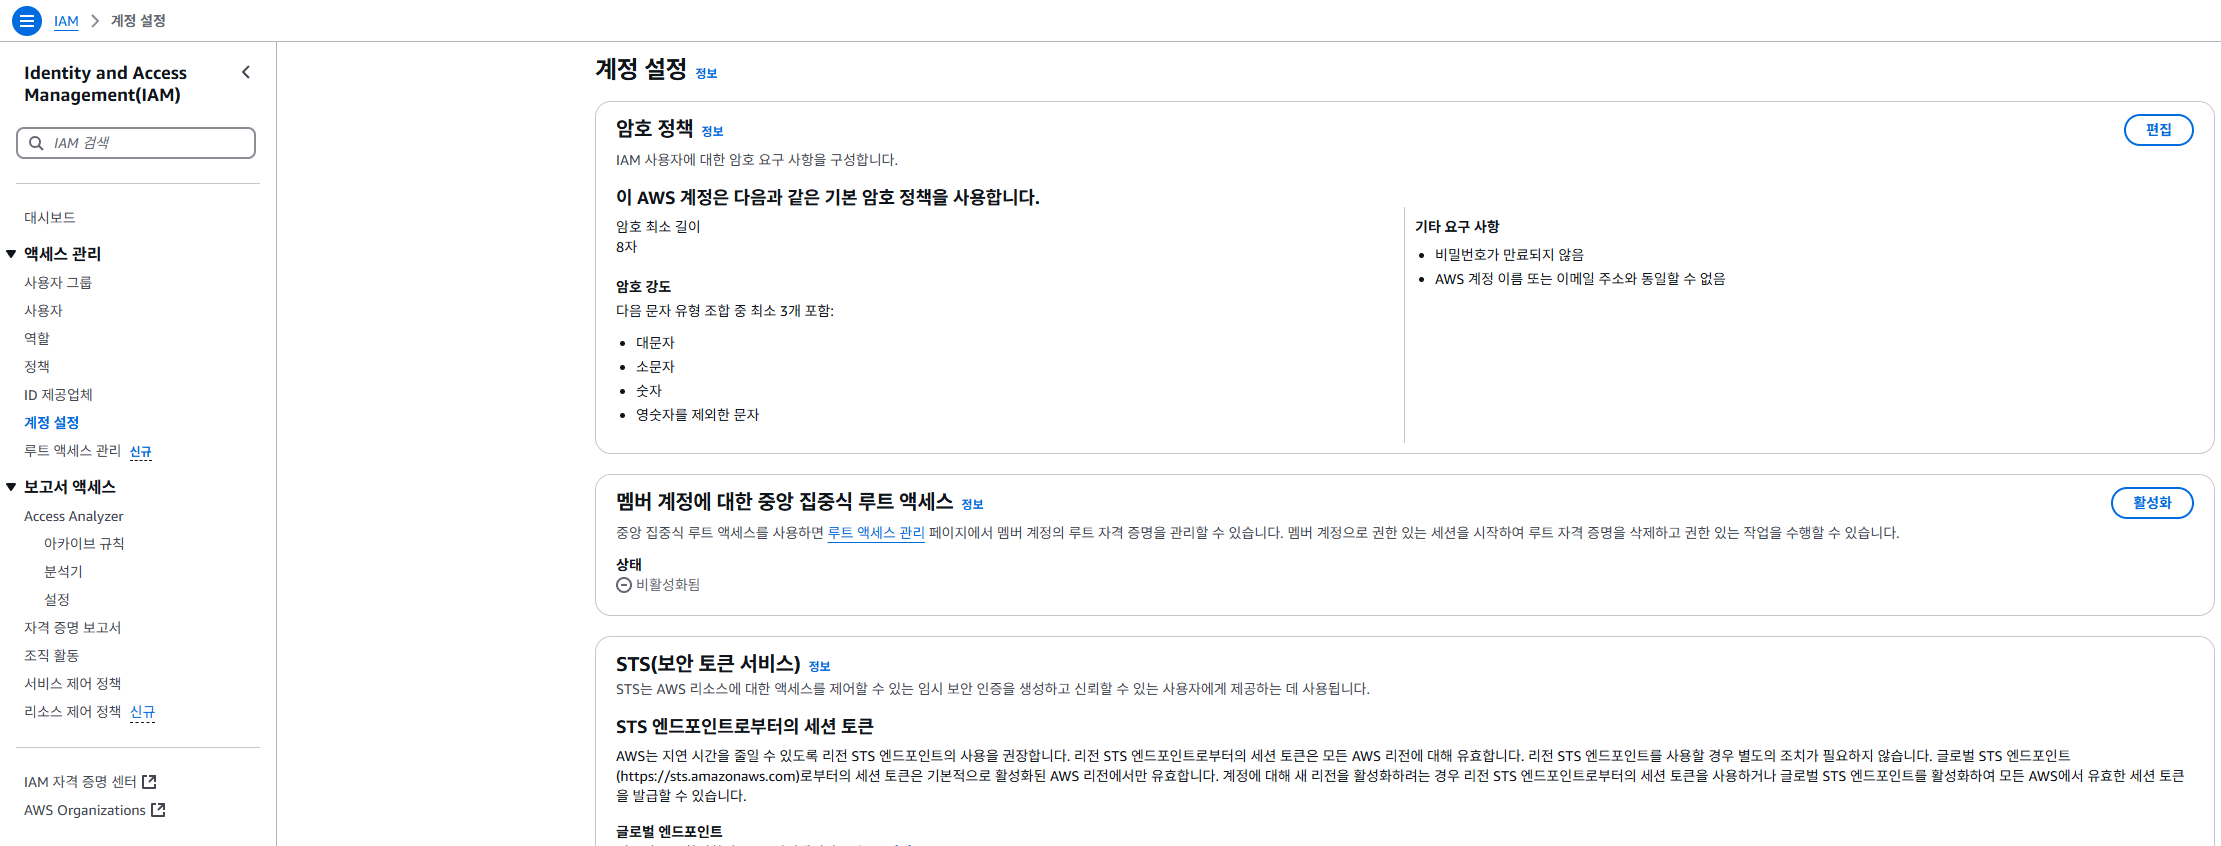 IAM > 계정 설정
Identity and Access
Management(IAM)
IAM 검색
대시보드
액세스 관리
사용자 그룹
사용자
역할
정책
ID 제공업체
계정 설정
루트 액세스 관리 신규
보고서 액세스
Access Analyzer
아카이브 규칙
분석기
설정
자격 증명 보고서
조직 활동
서비스 제어 정책
리소스 제어 정책 신규
IAM 자격 증명 센터
AWS Organizations
계정 설정 정보
암호 정책 정보
편집
IAM 사용자에 대한 암호 요구 사항을 구성합니다.
이 AWS 계정은 다음과 같은 기본 암호 정책을 사용합니다.
암호 최소 길이
8자
암호 강도
다음 문자 유형 조합 중 최소 3개 포함:
• 대문자
• 소문자
• 숫자
• 영숫자를 제외한 문자
기타 요구 사항
• 비밀번호가 만료되지 않음
• AWS 계정 이름 또는 이메일 주소와 동일할 수 없음
멤버 계정에 대한 중앙 집중식 루트 액세스 정보
활성화
중앙 집중식 루트 액세스를 사용하면 루트 액세스 관리 페이지에서 멤버 계정의 루트 자격 증명을 관리할 수 있습니다. 멤버 계정으로 권한 있는 세션을 시작하여 루트 자격 증명을 삭제하고 권한 있는 작업을 수행할 수 있습니다.
상태
비활성화됨
STS(보안 토큰 서비스) 정보
STS는 AWS 리소스에 대한 액세스를 제어할 수 있는 임시 보안 인증을 생성하고 신뢰할 수 있는 사용자에게 제공하는 데 사용됩니다.
STS 엔드포인트로부터의 세션 토큰
AWS는 지연 시간을 줄일 수 있도록 리전 STS 엔드포인트의 사용을 권장합니다. 리전 STS 엔드포인트로부터의 세션 토큰은 모든 AWS 리전에 대해 유효합니다. 리전 STS 엔드포인트를 사용할 경우 별도의 조치가 필요하지 않습니다. 글로벌 STS 엔드포인트
(https://sts.amazonaws.com)로부터의 세션 토큰은 기본적으로 활성화된 AWS 리전에서만 유효합니다. 계정에 대해 새 리전을 활성화하려는 경우 리전 STS 엔드포인트로부터의 세션 토큰을 사용하거나 글로벌 STS 엔드포인트를 활성화하여 모든 AWS에서 유효한 세션 토큰
을 발급할 수 있습니다.
글로벌 엔드포인트